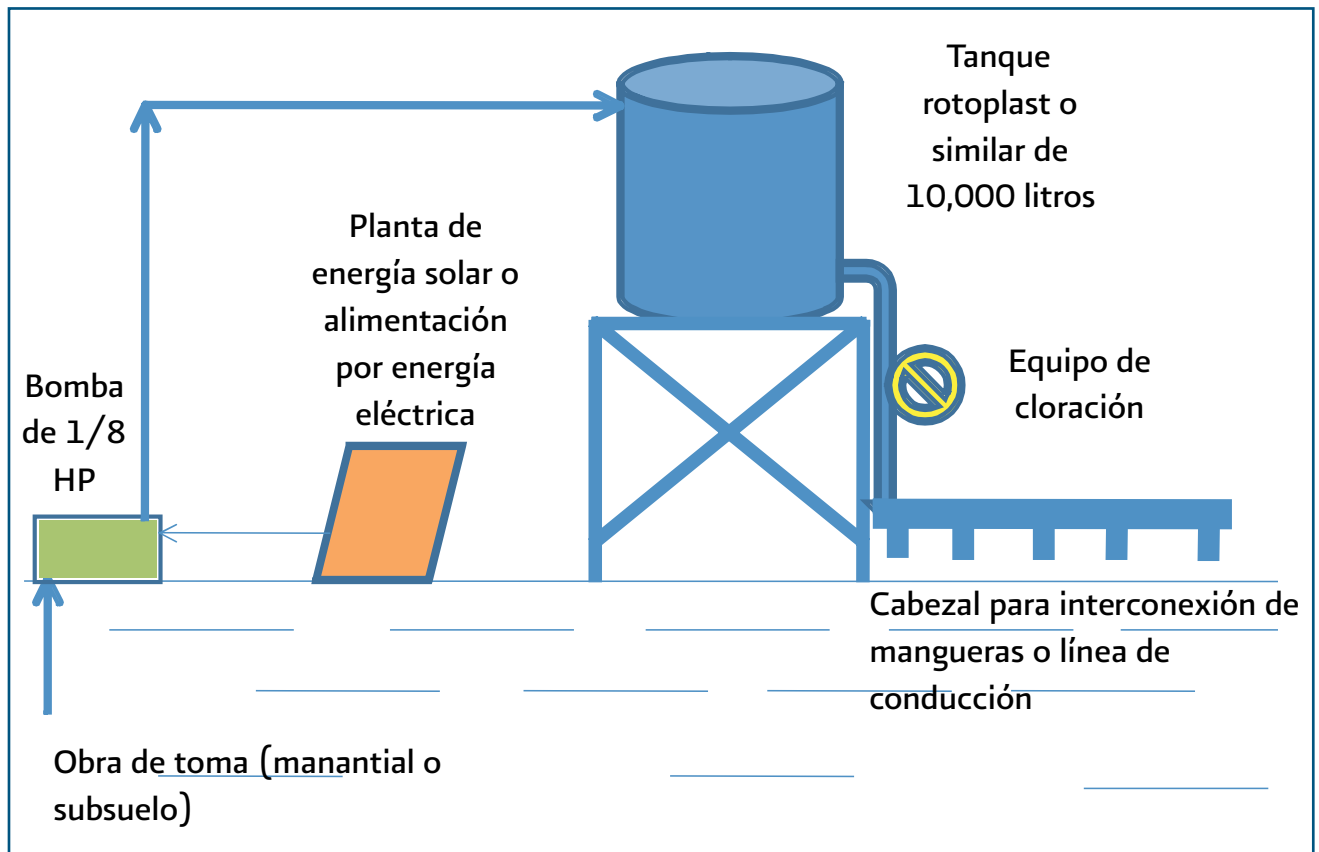 Tanque
rotoplast o
similar de
10,000 litros
Planta de
energía solar o
alimentación
por energía
eléctrica
Bomba
de 1/8
HP
Equipo de
cloración
Cabezal para interconexión de
mangueras o línea de
conducción
Obra de toma (manantial o
subsuelo)